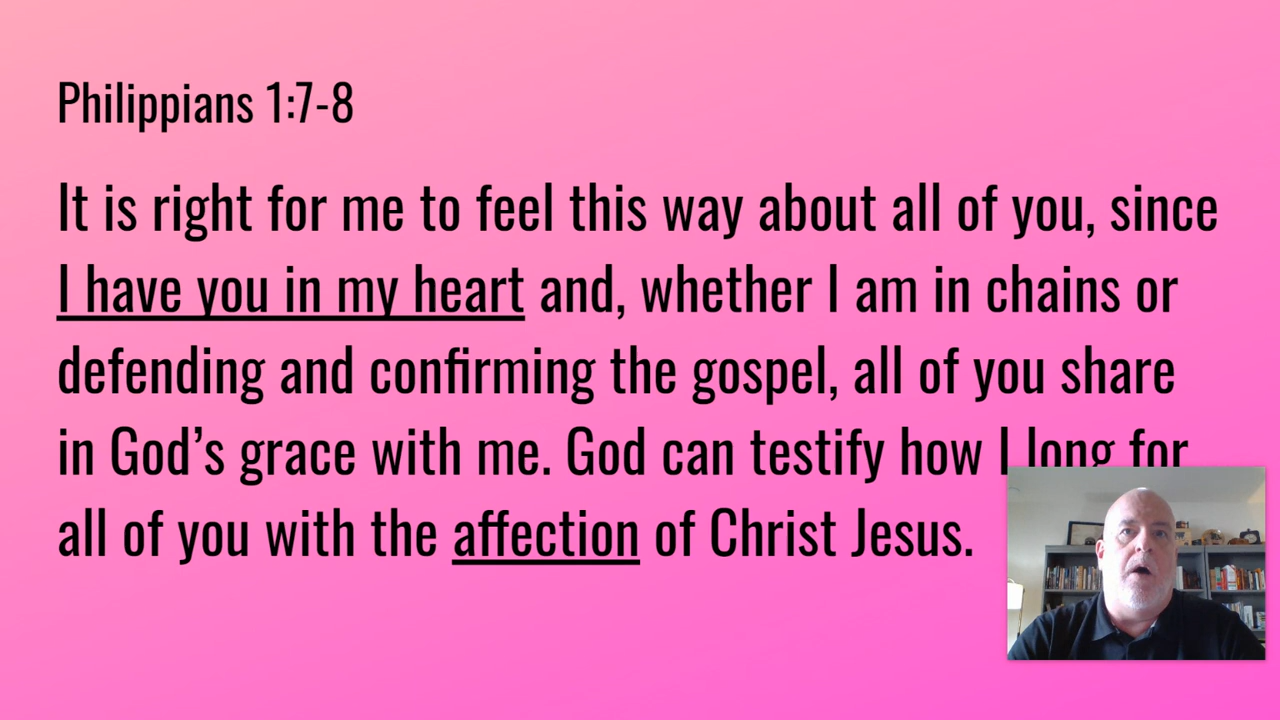 Philippians 1:7-8
It is right for me to feel this way about all of you, since
I have you in my heart and, whether I am in chains or
defending and confirming the gospel, all of you share
in God’s grace with me. God can testify how I long for
all of you with the affection of Christ Jesus.